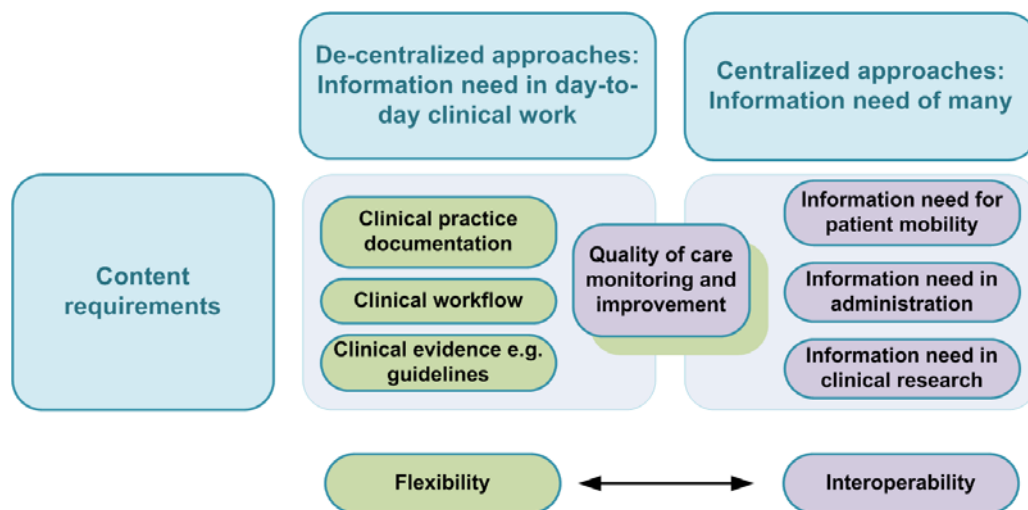 De-centralized approaches:
Information need in day-to-
day clinical work
Centralized approaches:
Information need of many
Content
requirements
Clinical practice
documentation
Clinical workflow
Clinical evidence e.g.
guidelines
Quality of care
monitoring and
improvement
Information need for
patient mobility
Information need in
administration
Information need in
clinical research
Flexibility
Interoperability